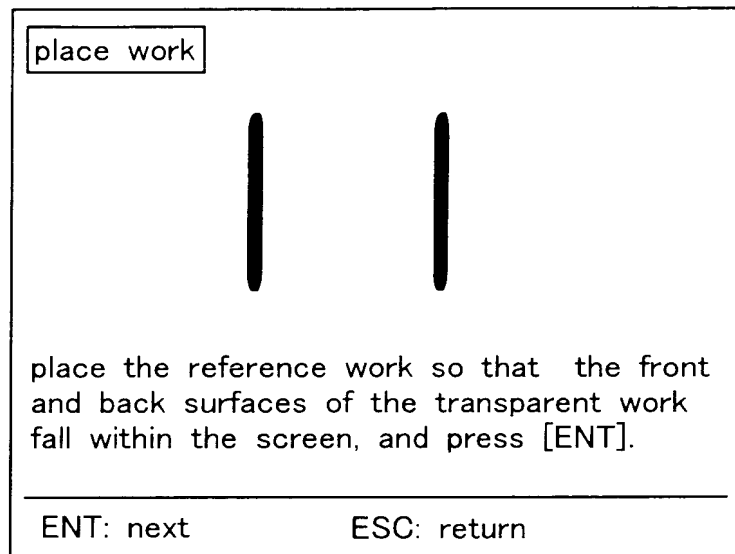 place work
place the reference work so that the front
and back surfaces of the transparent work
fall within the screen, and press [ENT].
ENT: next ESC: return